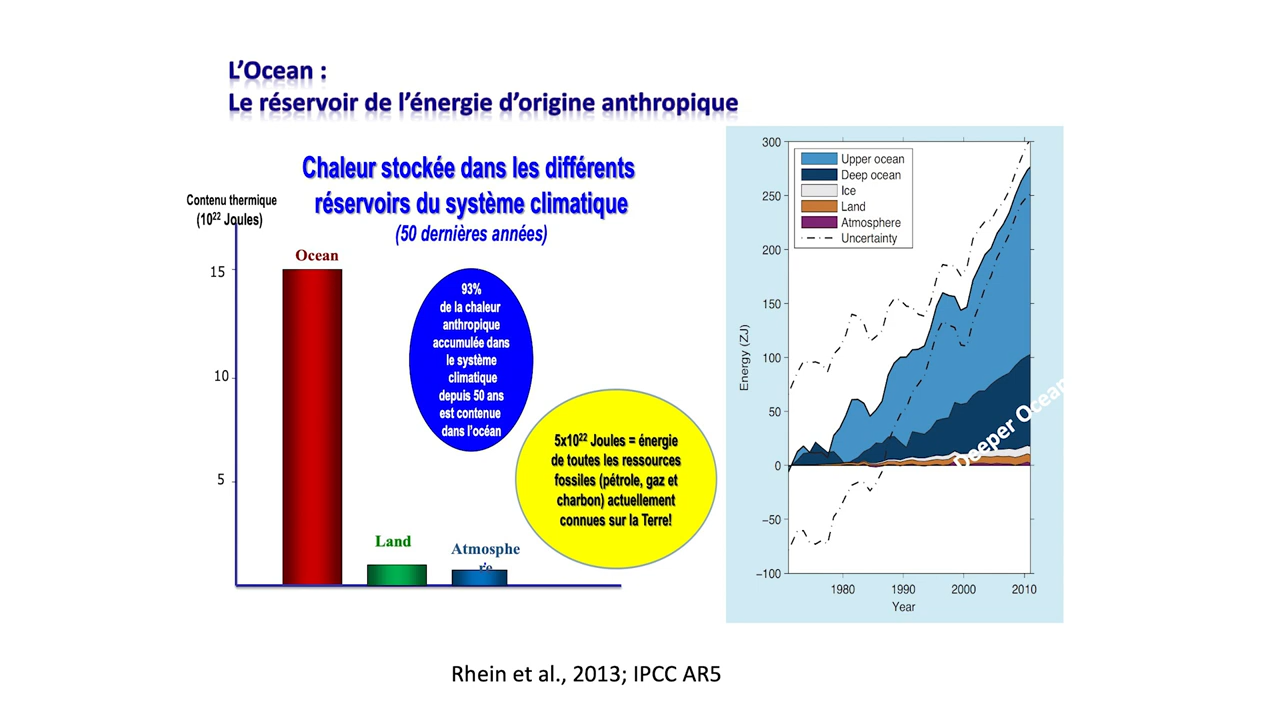 L'Ocean :
Le réservoir de l'énergie d'origine anthropique
Chaleur stockée dans les différents
réservoirs du système climatique
(50 dernières années)
Contenu thermique
(10²² Joules)
15
10
5
Ocean
Land
Atmosphe
re
93%
de la chaleur
anthropique
accumulée dans
le système
climatique
depuis 50 ans
est contenue
dans l'océan
5x10²² Joules = énergie
de toutes les ressources
fossiles (pétrole, gaz et
charbon) actuellement
connues sur la Terre!
300
250
200
150
100
50
0
−50
−100
Energy (ZJ)
Upper ocean
Deep ocean
Ice
Land
Atmosphere
Uncertainty
Deeper Ocean
1980
1990
2000
2010
Year
Rhein et al., 2013; IPCC AR5